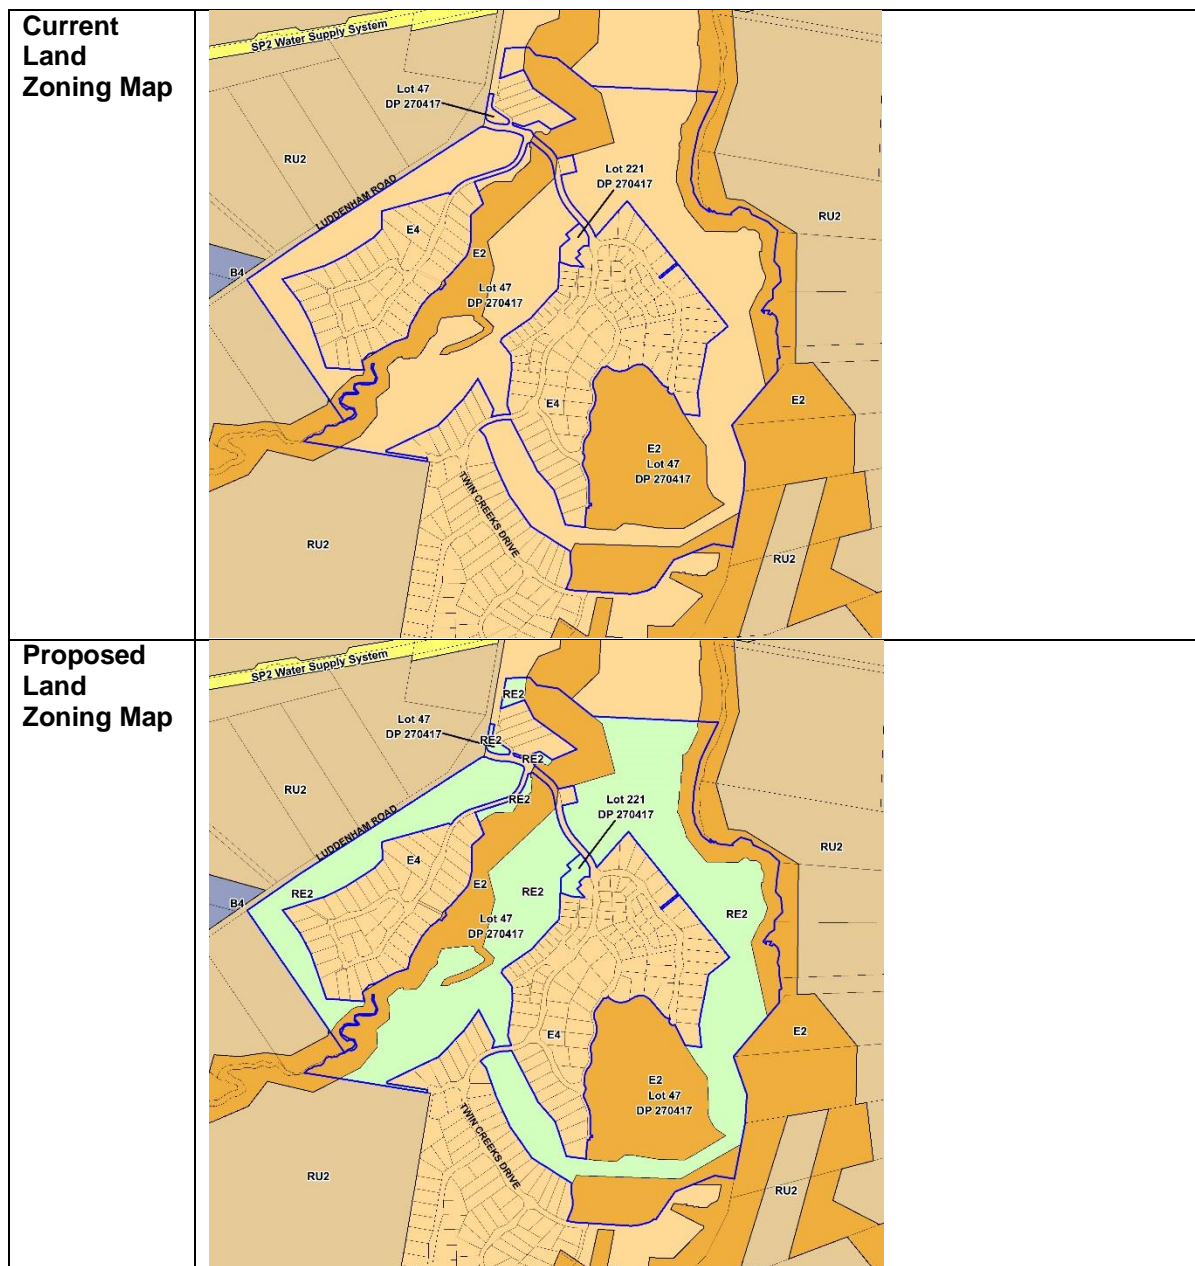 Current
Land
Zoning Map
SP2 Water Supply System
Lot 47
DP 270417
RU2
LUDDENHAM ROAD
Lot 221
DP 270417
RU2
E4
E2
B4
Lot 47
DP 270417
E4
E2
E2
Lot 47
DP 270417
TWIN CREEKS DRIVE
RU2
RU2
Proposed
Land
Zoning Map
SP2 Water Supply System
RE2
Lot 47
DP 270417
RE2
RE2
RU2
RE2
Lot 221
DP 270417
LUDDENHAM ROAD
RU2
E4
E2
RE2
RE2
B4
RE2
Lot 47
DP 270417
E4
E2
E2
Lot 47
DP 270417
TWIN CREEKS DRIVE
RU2
RU2